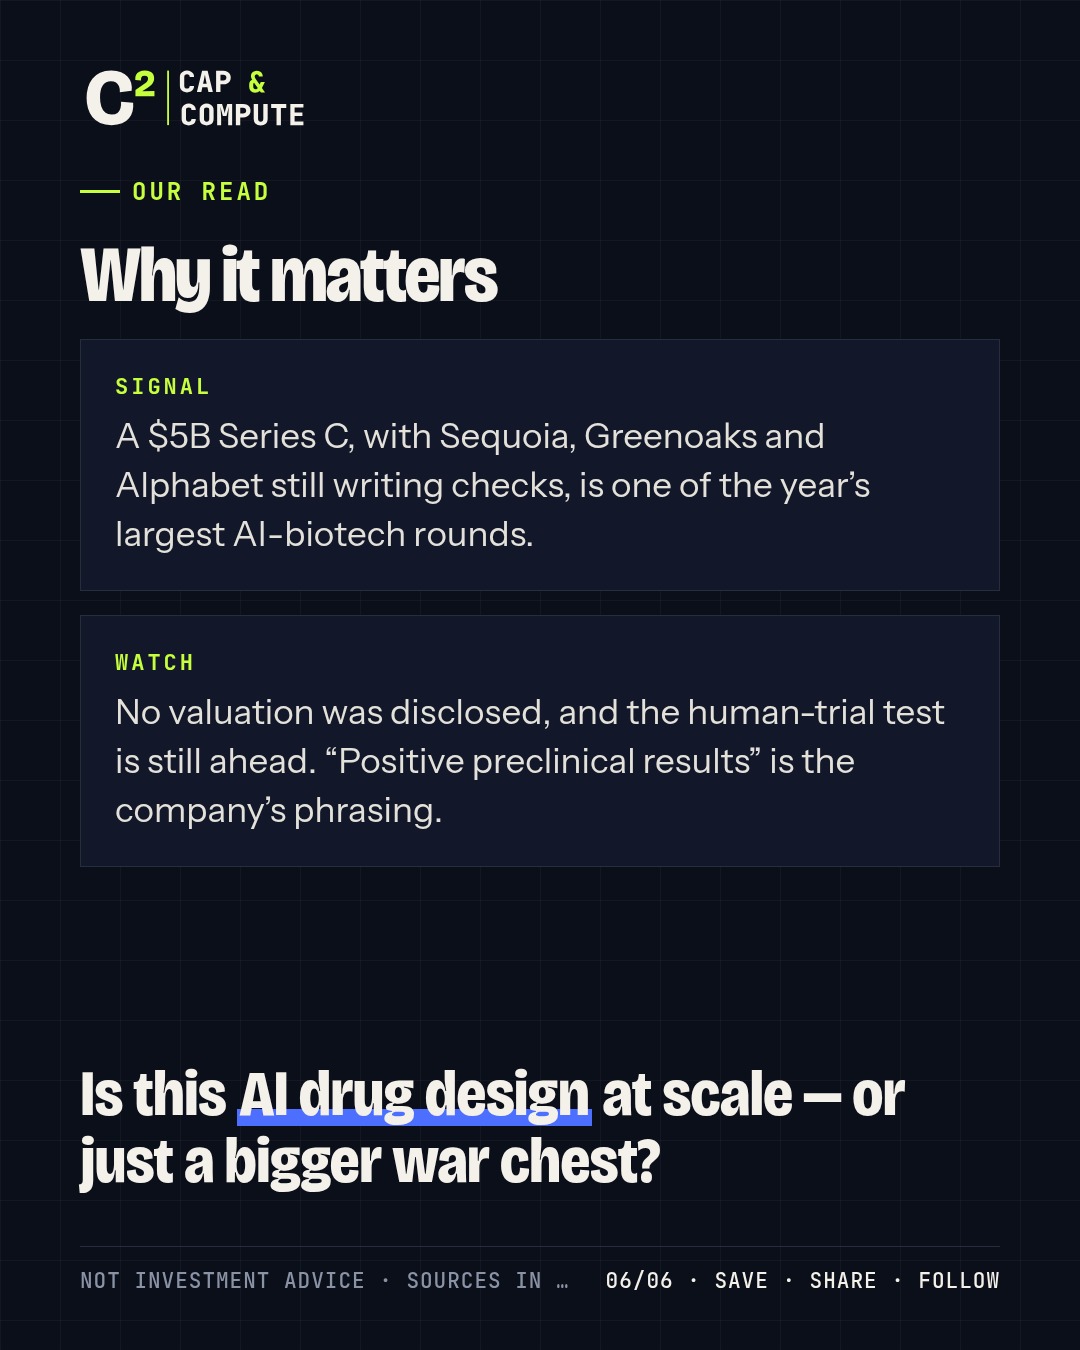 C² CAP &
COMPUTE
OUR READ
Why it matters
SIGNAL
A $5B Series C, with Sequoia, Greenoaks and
Alphabet still writing checks, is one of the year’s
largest AI-biotech rounds.
WATCH
No valuation was disclosed, and the human-trial test
is still ahead. “Positive preclinical results” is the
company’s phrasing.
Is this AI drug design at scale — or
just a bigger war chest?
NOT INVESTMENT ADVICE · SOURCES IN … 06/06 · SAVE · SHARE · FOLLOW